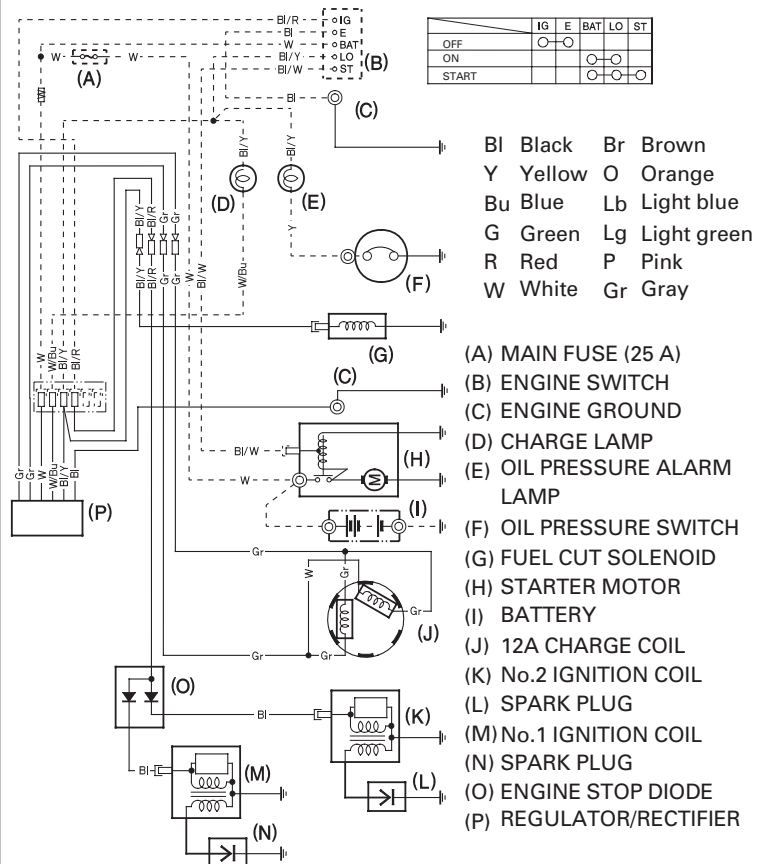 Bl/R IG
Bl E
W BAT
Bl/Y LO
Bl/W ST
(B)
W W
(A)
IG E BAT LO ST
OFF
ON
START
W
Bl
(C)
Bl/Y Bl/Y
(D) (E)
Y
(F)
Bl Black Br Brown
Y Yellow O Orange
Bu Blue Lb Light blue
G Green Lg Light green
R Red P Pink
W White Gr Gray
Bl/Y Bl/R Gr Gr
Bl/Y Bl/R Gr Gr
W Bl/W W/Bu
(G)
(C)
W W/Bu Bl/Y Bl/R
Bl/W
(H)
W
M
(I)
Gr Gr W W/Bu Bl/Y Bl
(P)
Gr
W Gr
Gr
(J)
Gr Gr
(O)
Bl
(K)
Bl
(M)
(L)
(N)
(A) MAIN FUSE (25 A)
(B) ENGINE SWITCH
(C) ENGINE GROUND
(D) CHARGE LAMP
(E) OIL PRESSURE ALARM
LAMP
(F) OIL PRESSURE SWITCH
(G) FUEL CUT SOLENOID
(H) STARTER MOTOR
(I) BATTERY
(J) 12A CHARGE COIL
(K) No.2 IGNITION COIL
(L) SPARK PLUG
(M) No.1 IGNITION COIL
(N) SPARK PLUG
(O) ENGINE STOP DIODE
(P) REGULATOR/RECTIFIER